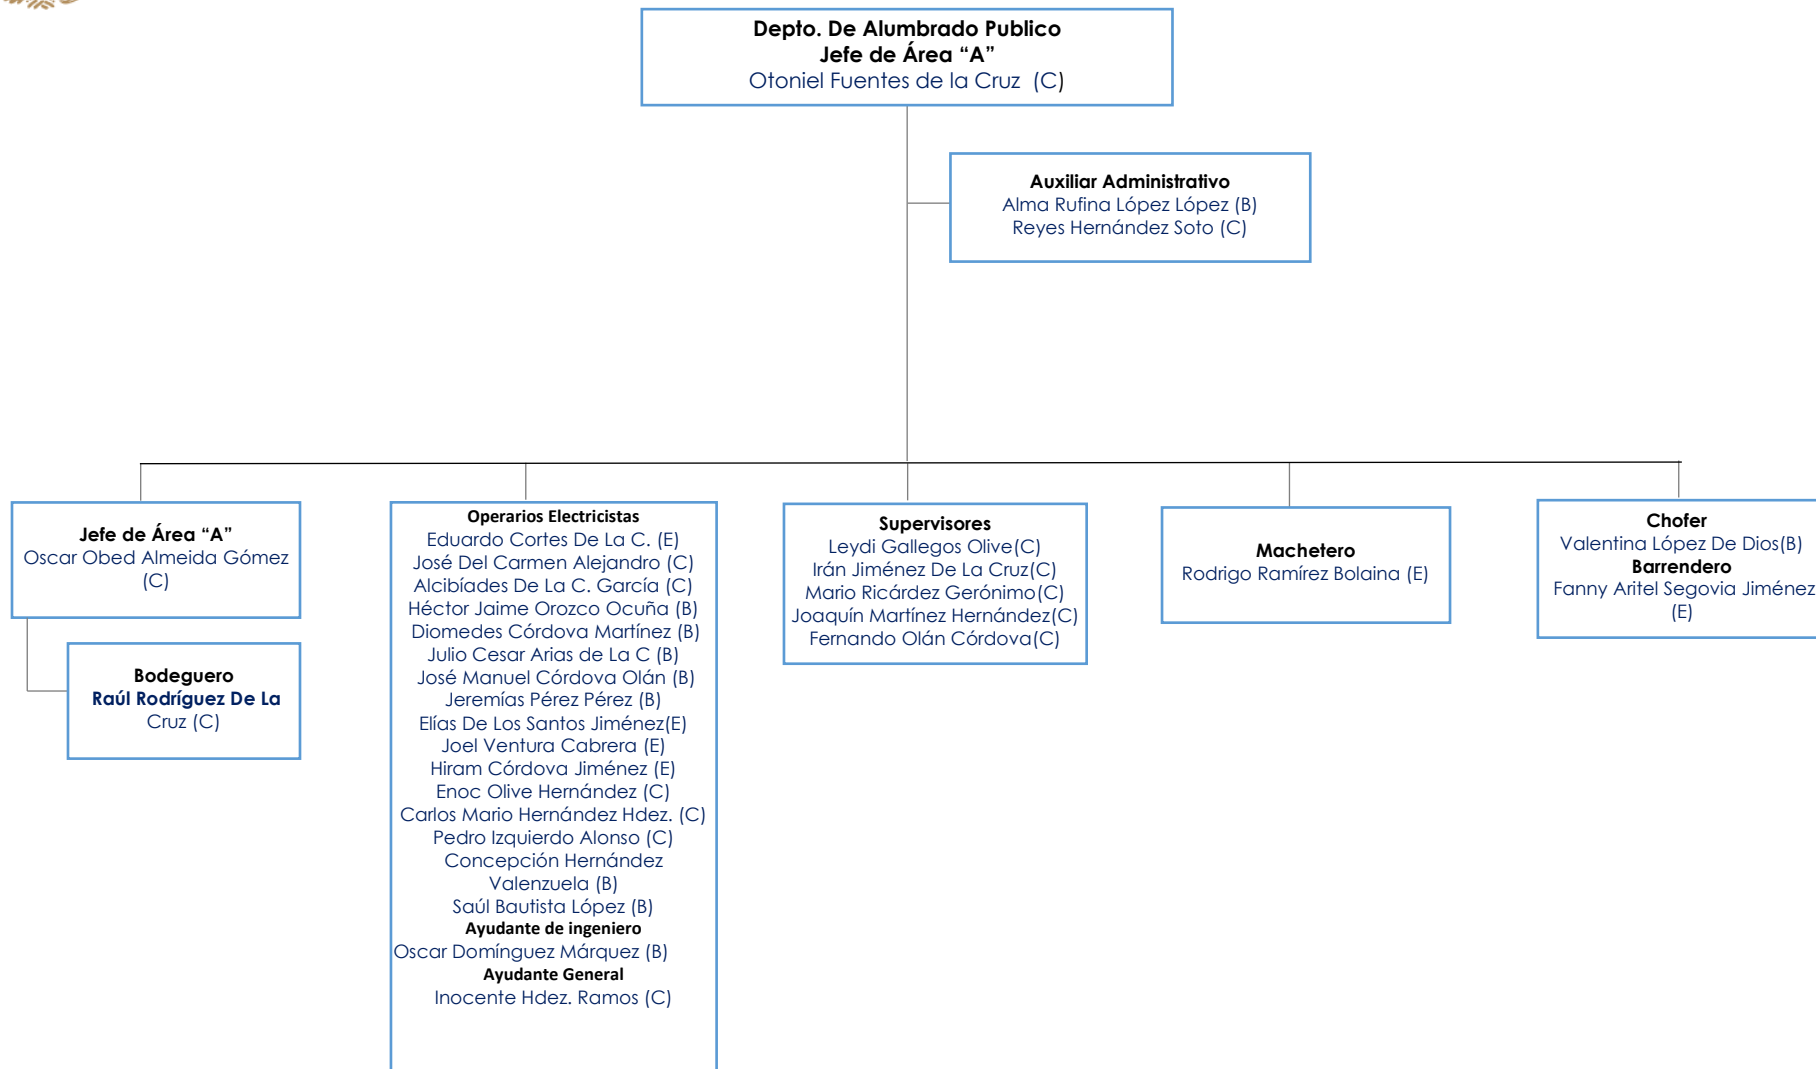 Depto. De Alumbrado Publico
Jefe de Área “A”
Otoniel Fuentes de la Cruz (C)
Auxiliar Administrativo
Alma Rufina López López (B)
Reyes Hernández Soto (C)
Jefe de Área “A”
Oscar Obed Almeida Gómez
(C)
Bodeguero
Raúl Rodríguez De La
Cruz (C)
Operarios Electricistas
Eduardo Cortes De La C. (E)
José Del Carmen Alejandro (C)
Alcibíades De La C. García (C)
Héctor Jaime Orozco Ocuña (B)
Diomedes Córdova Martínez (B)
Julio Cesar Arias de La C (B)
José Manuel Córdova Olán (B)
Jeremías Pérez Pérez (B)
Elías De Los Santos Jiménez(E)
Joel Ventura Cabrera (E)
Hiram Córdova Jiménez (E)
Enoc Olive Hernández (C)
Carlos Mario Hernández Hdez. (C)
Pedro Izquierdo Alonso (C)
Concepción Hernández
Valenzuela (B)
Saúl Bautista López (B)
Ayudante de ingeniero
Oscar Domínguez Márquez (B)
Ayudante General
Inocente Hdez. Ramos (C)
Supervisores
Leydi Gallegos Olive(C)
Irán Jiménez De La Cruz(C)
Mario Ricárdez Gerónimo(C)
Joaquín Martínez Hernández(C)
Fernando Olán Córdova(C)
Machetero
Rodrigo Ramírez Bolaina (E)
Chofer
Valentina López De Dios(B)
Barrendero
Fanny Aritel Segovia Jiménez
(E)